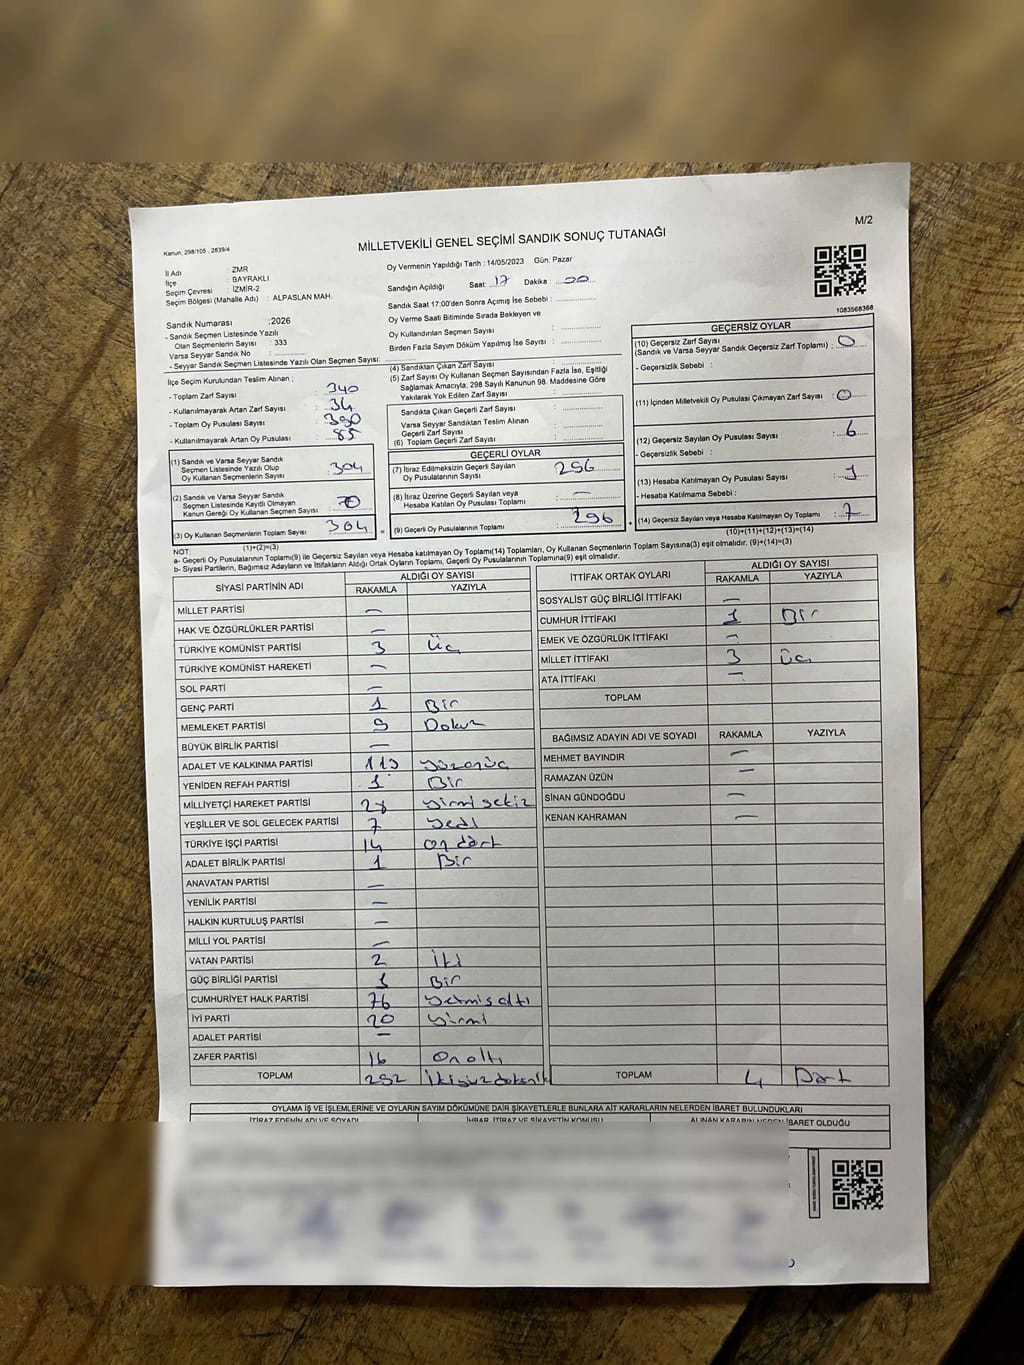 M/2
Kanun. 298/105 , 2839/4
MİLLETVEKİLİ GENEL SEÇİMİ SANDIK SONUÇ TUTANAĞI
İl Adı : ZMR
İlçe : BAYRAKLI
Seçim Çevresi : İZMİR-2
Seçim Bölgesi (Mahalle Adı) : ALPASLAN MAH.
Sandık Numarası :2026
- Sandık Seçmen Listesinde Yazılı
Olan Seçmenlerin Sayısı : 333
Varsa Seyyar Sandık No :
- Seyyar Sandık Seçmen Listesinde Yazılı Olan Seçmen Sayısı:
Oy Vermenin Yapıldığı Tarih : 14/05/2023 Gün: Pazar
Sandığın Açıldığı Saat: 17 Dakika : 00
Sandık Saat 17.00'den Sonra Açılmış İse Sebebi :
Oy Verme Saati Bitiminde Sırada Bekleyen ve
Oy Kullandırılan Seçmen Sayısı :
Birden Fazla Sayım Döküm Yapılmış İse Sayısı :
1083568368
İlçe Seçim Kurulundan Teslim Alınan ;
- Toplam Zarf Sayısı : 340
- Kullanılmayarak Artan Zarf Sayısı : 34
- Toplam Oy Pusulası Sayısı :
- Kullanılmayarak Artan Oy Pusulası : 85
(1) Sandık ve Varsa Seyyar Sandık
Seçmen Listesinde Yazılı Olup
Oy Kullanan Seçmenlerin Sayısı : 304
(2) Sandık ve Varsa Seyyar Sandık
Seçmen Listesinde Kayıtlı Olmayan
Kanun Gereği Oy Kullanan Seçmen Sayısı :
(3) Oy Kullanan Seçmenlerin Toplam Sayısı : 304
(1)+(2)=(3)
(4) Sandıktan Çıkan Zarf Sayısı :
(5) Zarf Sayısı Oy Kullanan Seçmen Sayısından Fazla İse, Eşitliği
Sağlamak Amacıyla; 298 Sayılı Kanunun 98. Maddesine Göre
Yakılarak Yok Edilen Zarf Sayısı :
Sandıkta Çıkan Geçerli Zarf Sayısı :
Varsa Seyyar Sandıktan Teslim Alınan
Geçerli Zarf Sayısı :
(6) Toplam Geçerli Zarf Sayısı :
GEÇERLİ OYLAR
(7) İtiraz Edilmeksizin Geçerli Sayılan
Oy Pusulalarının Sayısı : 296
(8) İtiraz Üzerine Geçerli Sayılan veya
Hesaba Katılan Oy Pusulası Toplamı : —
(9) Geçerli Oy Pusulalarının Toplamı : 296
GEÇERSİZ OYLAR
(10) Geçersiz Zarf Sayısı
(Sandık ve Varsa Seyyar Sandık Geçersiz Zarf Toplamı) : 0
- Geçersizlik Sebebi :
(11) İçinden Milletvekili Oy Pusulası Çıkmayan Zarf Sayısı : 0
(12) Geçersiz Sayılan Oy Pusulası Sayısı : 6
- Geçersizlik Sebebi :
(13) Hesaba Katılmayan Oy Pusulası Sayısı : 1
- Hesaba Katılmama Sebebi :
(14) Geçersiz Sayılan veya Hesaba Katılmayan Oy Toplamı : 7
(10)+(11)+(12)+(13)=(14)
NOT:
a- Geçerli Oy Pusulalarının Toplamı(9) ile Geçersiz Sayılan veya Hesaba katılmayan Oy Toplamı(14) Toplamları, Oy Kullanan Seçmenlerin Toplam Sayısına(3) eşit olmalıdır. (9)+(14)=(3)
b- Siyasi Partilerin, Bağımsız Adayların ve İttifakların Aldığı Ortak Oyların Toplamı, Geçerli Oy Pusulalarının Toplamına(9) eşit olmalıdır.
SİYASİ PARTİNİN ADI ALDIĞI OY SAYISI
RAKAMLA YAZIYLA
MİLLET PARTİSİ —
HAK VE ÖZGÜRLÜKLER PARTİSİ —
TÜRKİYE KOMÜNİST PARTİSİ 3 üç
TÜRKİYE KOMÜNİST HAREKETİ —
SOL PARTİ —
GENÇ PARTİ 1 Bir
MEMLEKET PARTİSİ 9 Dokuz
BÜYÜK BİRLİK PARTİSİ —
ADALET VE KALKINMA PARTİSİ 113
YENİDEN REFAH PARTİSİ 1 Bir
MİLLİYETÇİ HAREKET PARTİSİ 28 yirmi sekiz
YEŞİLLER VE SOL GELECEK PARTİSİ 7 yedi
TÜRKİYE İŞÇİ PARTİSİ 14 on dört
ADALET BİRLİK PARTİSİ 1 Bir
ANAVATAN PARTİSİ —
YENİLİK PARTİSİ —
HALKIN KURTULUŞ PARTİSİ —
MİLLİ YOL PARTİSİ —
VATAN PARTİSİ 2 İki
GÜÇ BİRLİĞİ PARTİSİ 1 Bir
CUMHURİYET HALK PARTİSİ 76 yetmiş altı
İYİ PARTİ 20 yirmi
ADALET PARTİSİ —
ZAFER PARTİSİ 16 On altı
TOPLAM 292
İTTİFAK ORTAK OYLARI ALDIĞI OY SAYISI
RAKAMLA YAZIYLA
SOSYALİST GÜÇ BİRLİĞİ İTTİFAKI —
CUMHUR İTTİFAKI 1 Bir
EMEK VE ÖZGÜRLÜK İTTİFAKI —
MİLLET İTTİFAKI 3 üç
ATA İTTİFAKI —
TOPLAM
BAĞIMSIZ ADAYIN ADI VE SOYADI RAKAMLA YAZIYLA
MEHMET BAYINDIR —
RAMAZAN ÜZÜN —
SİNAN GÜNDOĞDU —
KENAN KAHRAMAN —
TOPLAM 4 Dört
OYLAMA İŞ VE İŞLEMLERİNE VE OYLARIN SAYIM DÖKÜMÜNE DAİR ŞİKAYETLERLE BUNLARA AİT KARARLARIN NELERDEN İBARET BULUNDUKLARI
İTİRAZ EDENİN ADI VE SOYADI İHBAR, İTİRAZ VE ŞİKAYETİN KONUSU ALINAN KARARIN NEDEN İBARET OLDUĞU